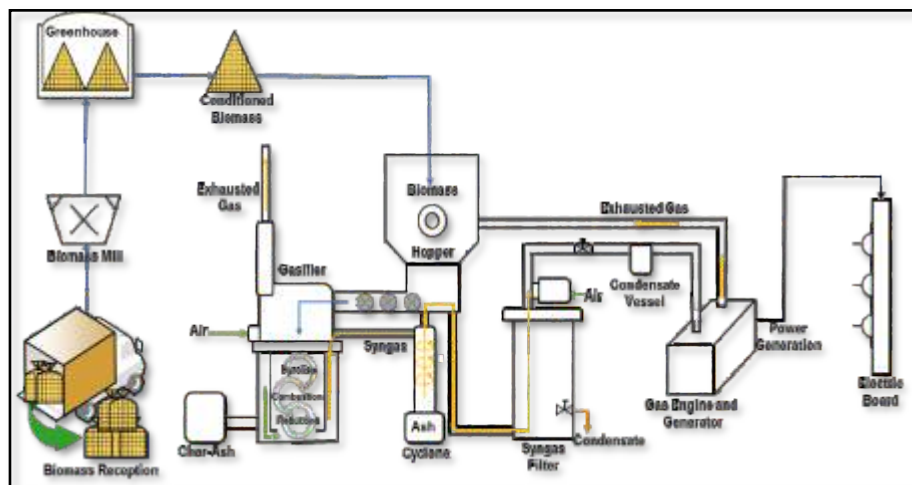 Greenhouse
Conditioned
Biomass
Exhausted
Gas
Biomass
Hopper
Exhausted Gas
Biomass Mill
Gasifier
Condensate
Vessel
Air
Air
Syngas
Power
Generation
Pyrolise
Combustion
Electric
Board
Gas Engine and
Generator
Char-Ash
Ash
Cyclone
Syngas
Filter
Condensate
Biomass Reception